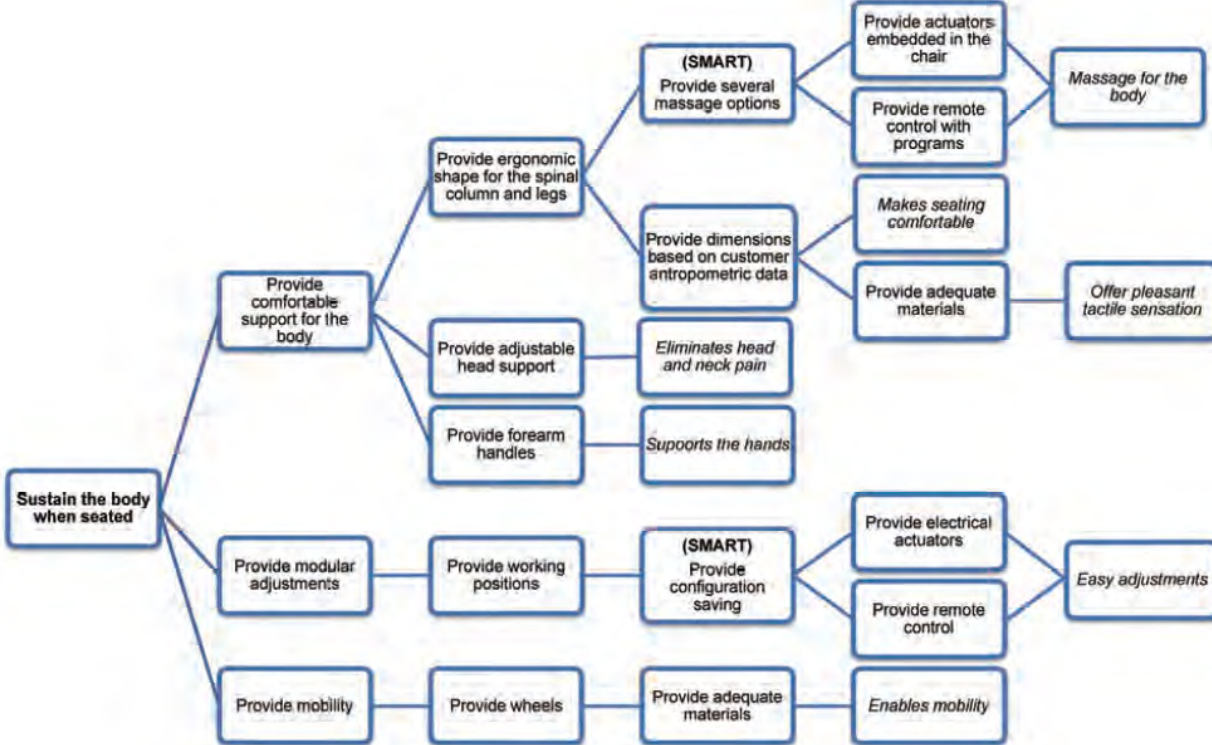 Sustain the body
when seated
Provide
comfortable
support for the
body
Provide modular
adjustments
Provide mobility
Provide ergonomic
shape for the spinal
column and legs
Provide adjustable
head support
Provide forearm
handles
Provide working
positions
Provide wheels
(SMART)
Provide several
massage options
Provide dimensions
based on customer
antropometric data
Eliminates head
and neck pain
Supoorts the hands
(SMART)
Provide
configuration
saving
Provide adequate
materials
Provide actuators
embedded in the
chair
Provide remote
control with
programs
Makes seating
comfortable
Provide adequate
materials
Provide electrical
actuators
Provide remote
control
Enables mobility
Massage for the
body
Offer pleasant
tactile sensation
Easy adjustments